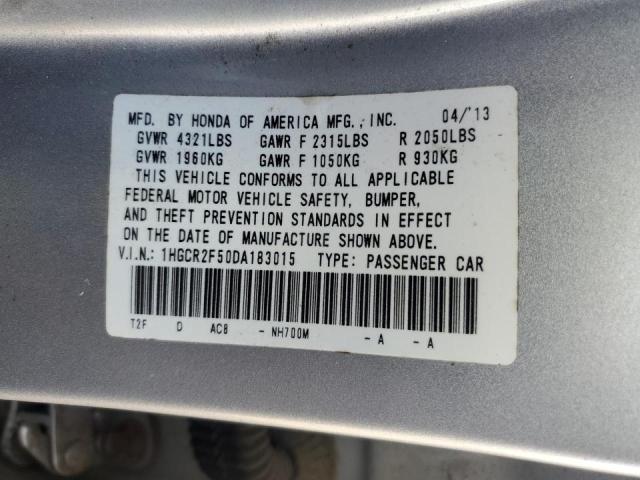 MFD. BY HONDA OF AMERICA MFG., INC. 04/'13
GVWR 4321LBS GAWR F 2315LBS R 2050LBS
GVWR 1960KG GAWR F 1050KG R 930KG
THIS VEHICLE CONFORMS TO ALL APPLICABLE
FEDERAL MOTOR VEHICLE SAFETY, BUMPER,
AND THEFT PREVENTION STANDARDS IN EFFECT
ON THE DATE OF MANUFACTURE SHOWN ABOVE.
V.I.N.: 1HGCR2F50DA183015 TYPE: PASSENGER CAR
T2F D AC8 - NH700M - A - A